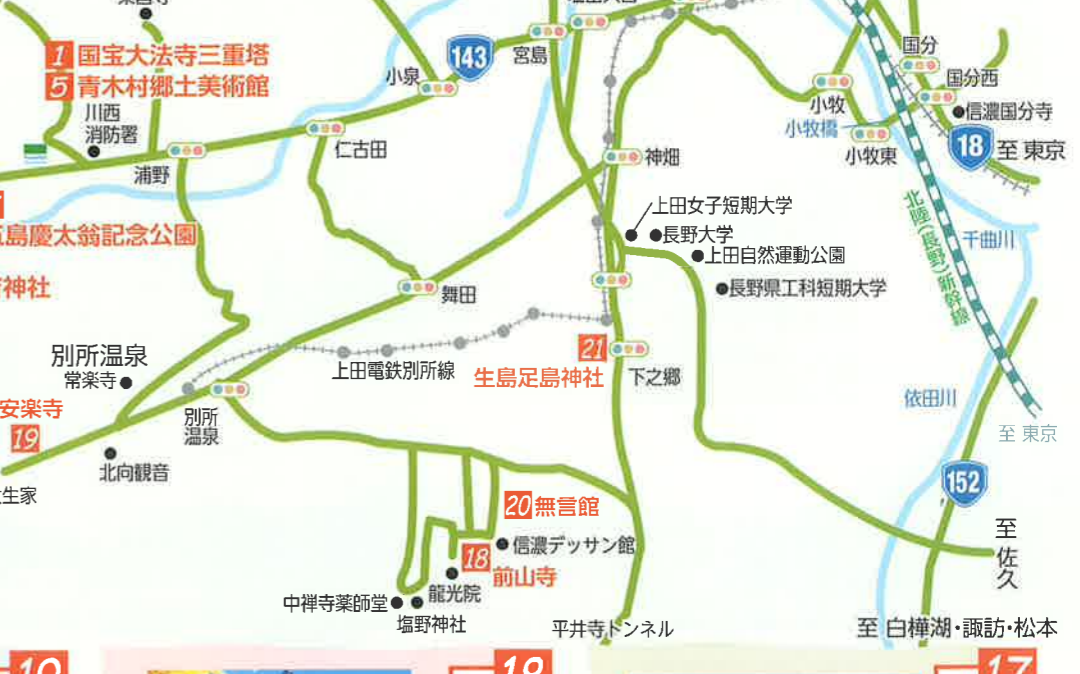 1 国宝大法寺三重塔
5 青木村郷土美術館
川西
消防署
浦野
小泉
143
宮島
仁古田
神畑
国分
国分西
信濃国分寺
小牧
小牧橋
小牧東
18 至 東京
島慶太翁記念公園
神社
上田女子短期大学
長野大学
上田自然運動公園
長野県工科短期大学
北陸(長野)新幹線
千曲川
舞田
別所温泉
常楽寺
上田電鉄別所線
21
生島足島神社
下之郷
安楽寺
19
別所
温泉
北向観音
生家
依田川
至 東京
152
20 無言館
信濃デッサン館
18
前山寺
龍光院
中禅寺薬師堂
塩野神社
平井寺トンネル
至
佐久
至 白樺湖・諏訪・松本